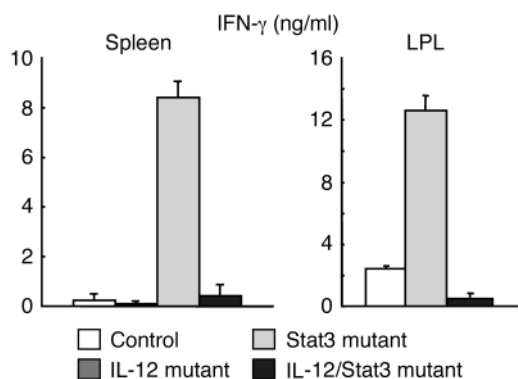 IFN-γ (ng/ml)
Spleen
LPL
10
8
6
4
2
0
16
12
8
4
2
0
Control
Stat3 mutant
IL-12 mutant
IL-12/Stat3 mutant